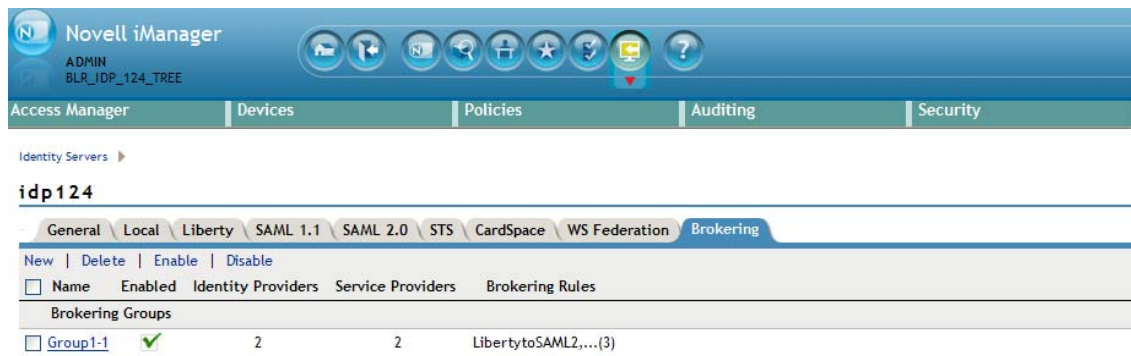 Novell iManager
ADMIN
BLR_IDP_124_TREE
Access Manager Devices Policies Auditing Security
Identity Servers
idp124
General Local Liberty SAML 1.1 SAML 2.0 STS CardSpace WS Federation Brokering
New | Delete | Enable | Disable
Name Enabled Identity Providers Service Providers Brokering Rules
Brokering Groups
Group1-1 2 2 LibertytoSAML2,...(3)